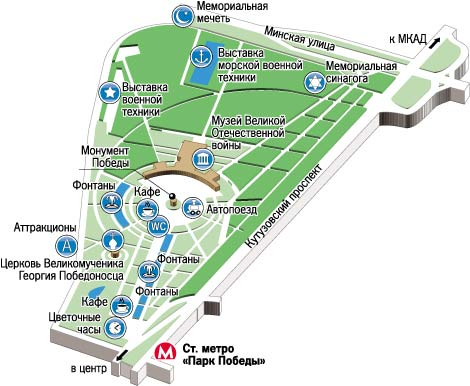 Мемориальная
мечеть
Минская улица
к МКАД
Выставка
морской военной
техники
Мемориальная
синагога
Выставка
военной
техники
Музей Великой
Отечественной
войны
Монумент
Победы
Фонтаны
Кафе
Автопоезд
WC
Кутузовский проспект
Аттракционы
А
Церковь Великомученика
Георгия Победоносца
Фонтаны
Фонтаны
Кафе
Цветочные
часы
М
Ст. метро
«Парк Победы»
в центр